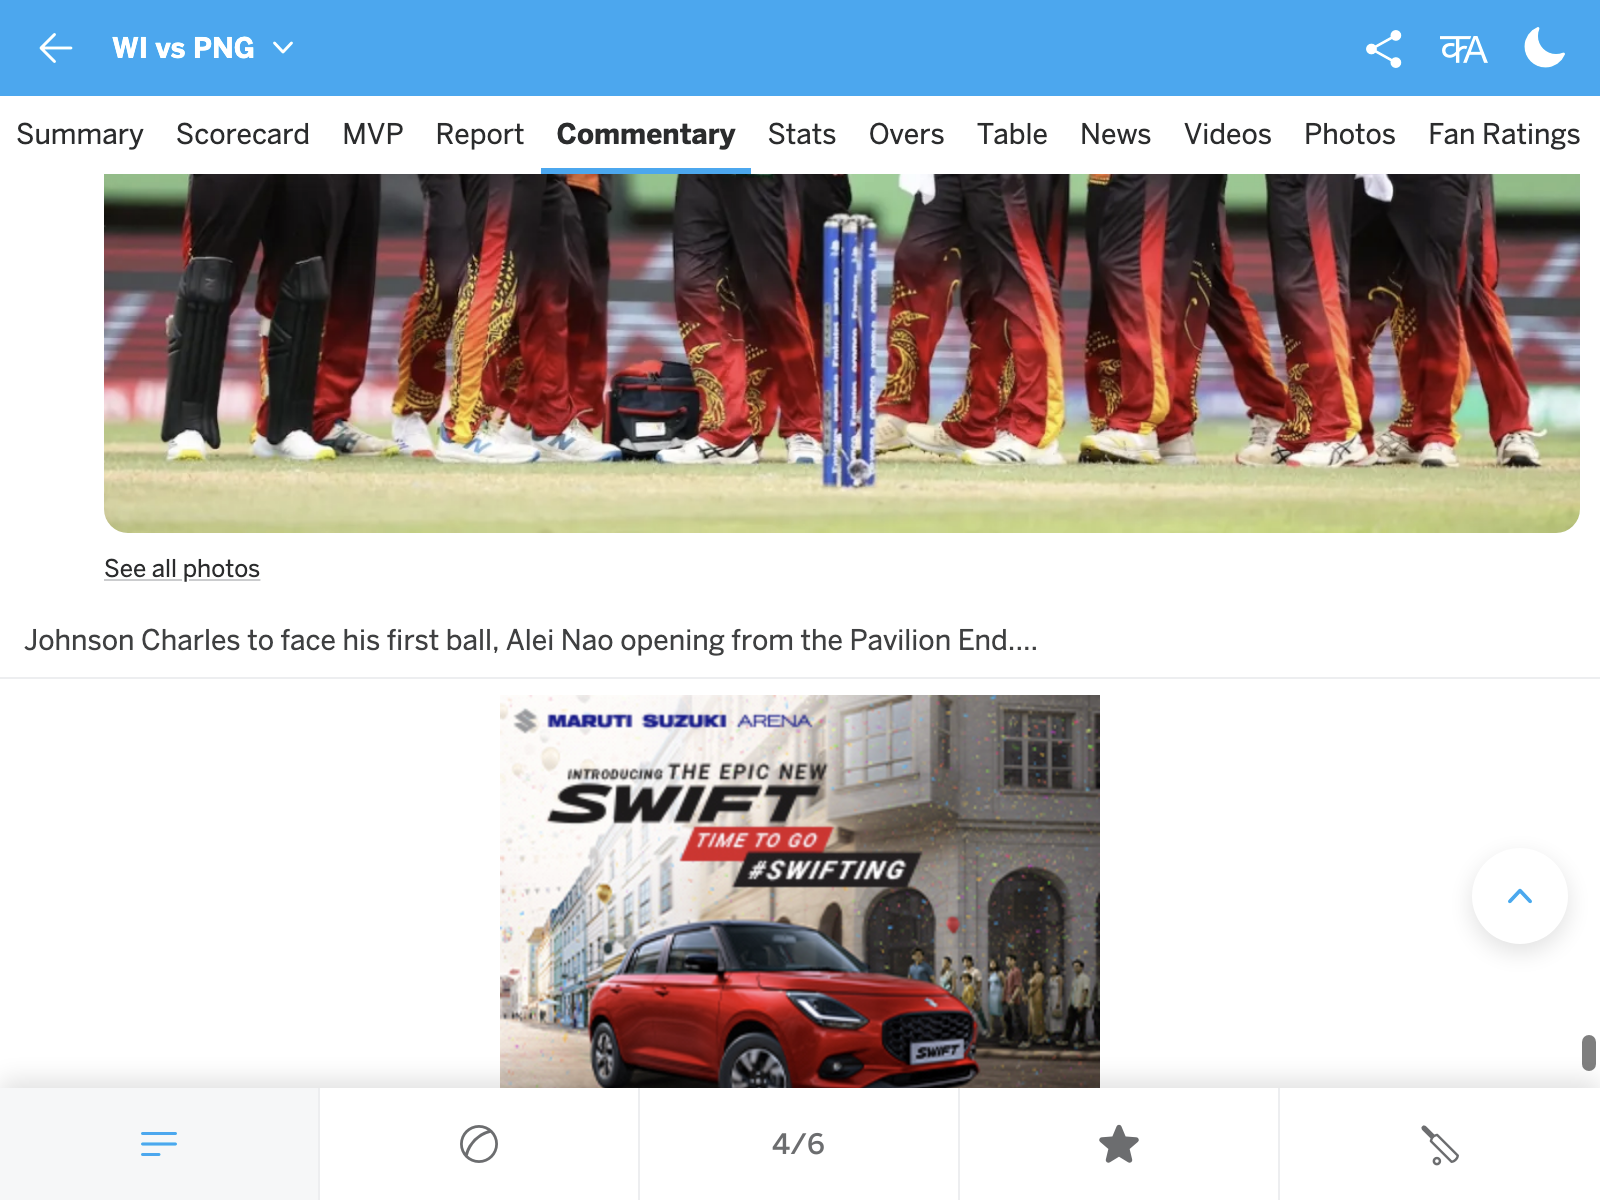 WI vs PNG
Summary Scorecard MVP Report Commentary Stats Overs Table News Videos Photos Fan Ratings
See all photos
Johnson Charles to face his first ball, Alei Nao opening from the Pavilion End....
MARUTI SUZUKI ARENA
INTRODUCING THE EPIC NEW
SWIFT
TIME TO GO
#SWIFTING
SWIFT
4/6